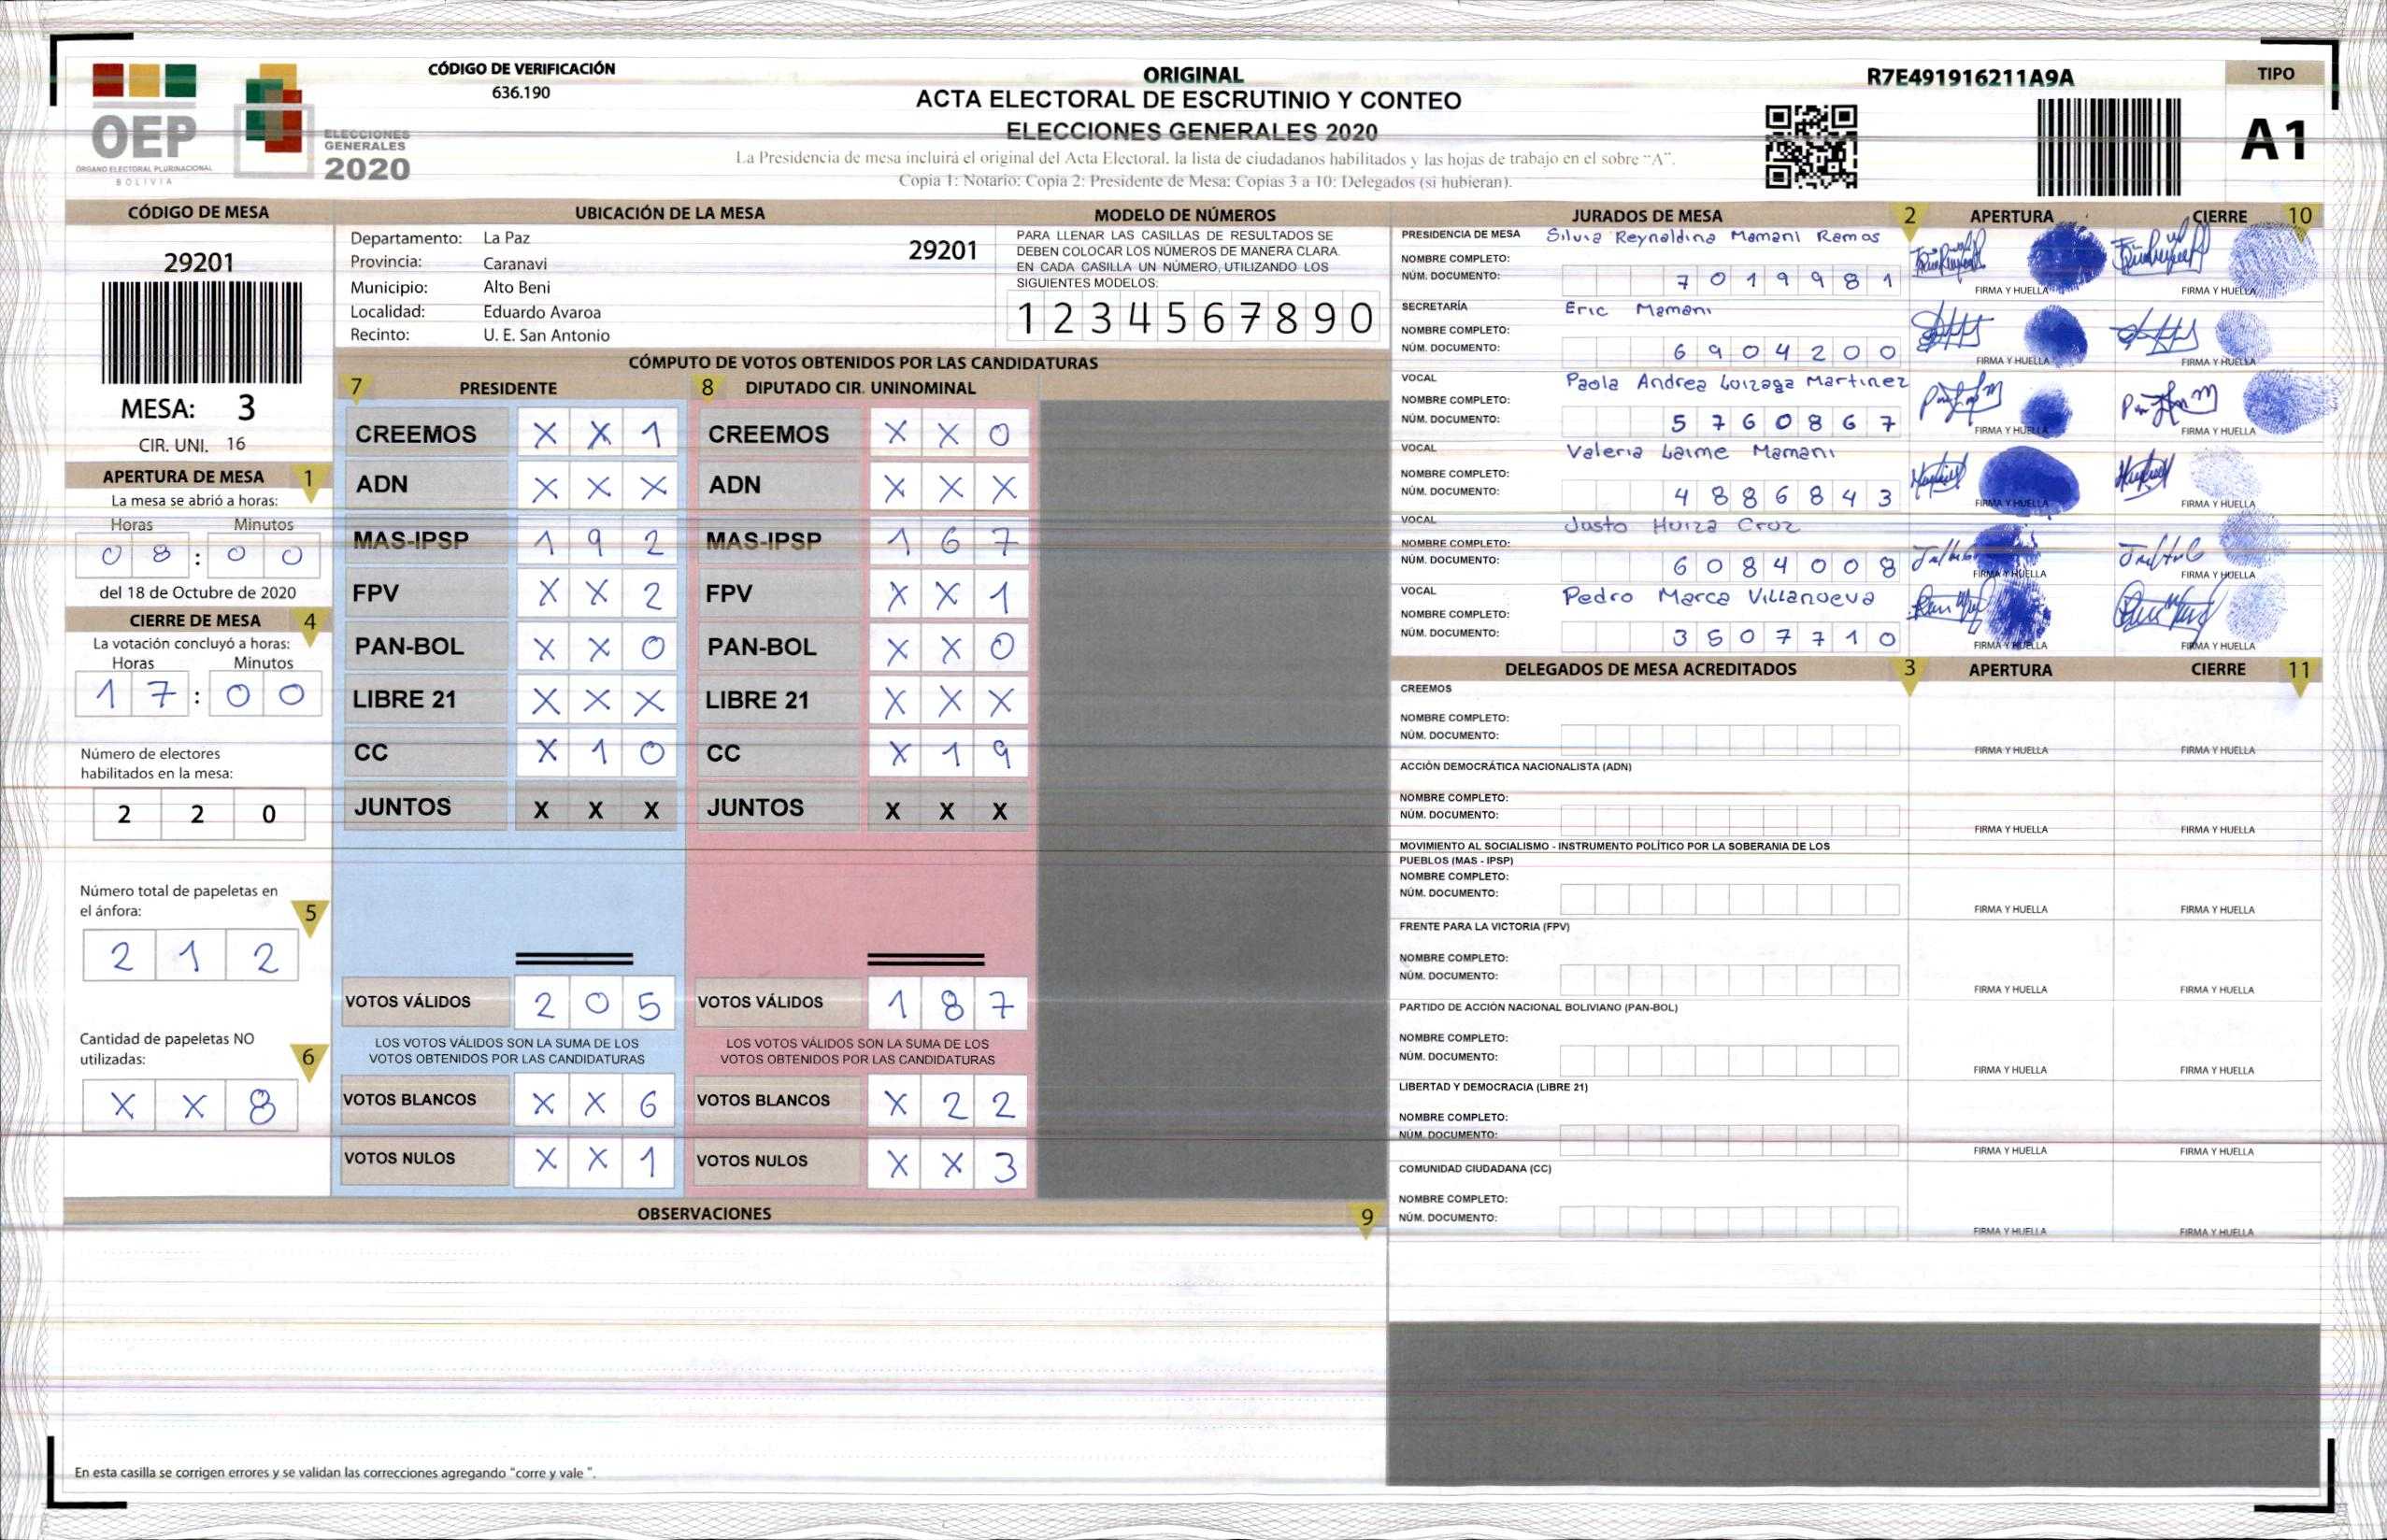 CÓDIGO DE VERIFICACIÓN
636.190
OEP
ÓRGANO ELECTORAL PLURINACIONAL
BOLIVIA
ELECCIONES
GENERALES
2020
ORIGINAL
ACTA ELECTORAL DE ESCRUTINIO Y CONTEO
ELECCIONES GENERALES 2020
La Presidencia de mesa incluirá el original del Acta Electoral, la lista de ciudadanos habilitados y las hojas de trabajo en el sobre “A”.
Copia 1: Notario; Copia 2: Presidente de Mesa; Copias 3 a 10: Delegados (si hubieran).
R7E491916211A9A
TIPO
A1
CÓDIGO DE MESA
29201
MESA: 3
CIR. UNI. 16
APERTURA DE MESA 1
La mesa se abrió a horas:
Horas Minutos
0 8 : 0 0
del 18 de Octubre de 2020
CIERRE DE MESA 4
La votación concluyó a horas:
Horas Minutos
1 7 : 0 0
Número de electores
habilitados en la mesa:
2 2 0
Número total de papeletas en
el ánfora: 5
2 1 2
Cantidad de papeletas NO
utilizadas: 6
X X 8
UBICACIÓN DE LA MESA
Departamento: La Paz 29201
Provincia: Caranavi
Municipio: Alto Beni
Localidad: Eduardo Avaroa
Recinto: U. E. San Antonio
MODELO DE NÚMEROS
PARA LLENAR LAS CASILLAS DE RESULTADOS SE
DEBEN COLOCAR LOS NÚMEROS DE MANERA CLARA.
EN CADA CASILLA UN NÚMERO, UTILIZANDO LOS
SIGUIENTES MODELOS:
1 2 3 4 5 6 7 8 9 0
CÓMPUTO DE VOTOS OBTENIDOS POR LAS CANDIDATURAS
7 PRESIDENTE 8 DIPUTADO CIR. UNINOMINAL
CREEMOS X X 1 CREEMOS X X 0
ADN X X X ADN X X X
MAS-IPSP 1 9 2 MAS-IPSP 1 6 7
FPV X X 2 FPV X X 1
PAN-BOL X X 0 PAN-BOL X X 0
LIBRE 21 X X X LIBRE 21 X X X
CC X 1 0 CC X 1 9
JUNTOS X X X JUNTOS X X X
VOTOS VÁLIDOS 2 0 5 VOTOS VÁLIDOS 1 8 7
LOS VOTOS VÁLIDOS SON LA SUMA DE LOS LOS VOTOS VÁLIDOS SON LA SUMA DE LOS
VOTOS OBTENIDOS POR LAS CANDIDATURAS VOTOS OBTENIDOS POR LAS CANDIDATURAS
VOTOS BLANCOS X X 6 VOTOS BLANCOS X 2 2
VOTOS NULOS X X 1 VOTOS NULOS X X 3
OBSERVACIONES 9
En esta casilla se corrigen errores y se validan las correcciones agregando "corre y vale ".
JURADOS DE MESA 2 APERTURA CIERRE 10
PRESIDENCIA DE MESA Silvia Reynaldina Mamani Ramos
NOMBRE COMPLETO:
NÚM. DOCUMENTO: 7 0 1 9 9 8 1
FIRMA Y HUELLA FIRMA Y HUELLA
SECRETARÍA Eric Mamani
NOMBRE COMPLETO:
NÚM. DOCUMENTO: 6 9 0 4 2 0 0
FIRMA Y HUELLA FIRMA Y HUELLA
VOCAL Paola Andrea Loizaga Martinez
NOMBRE COMPLETO:
NÚM. DOCUMENTO: 5 7 6 0 8 6 7
FIRMA Y HUELLA FIRMA Y HUELLA
VOCAL Valeria Laime Mamani
NOMBRE COMPLETO:
NÚM. DOCUMENTO: 4 8 8 6 8 4 3
FIRMA Y HUELLA FIRMA Y HUELLA
VOCAL Justo Huiza Cruz
NOMBRE COMPLETO:
NÚM. DOCUMENTO: 6 0 8 4 0 0 8
FIRMA Y HUELLA FIRMA Y HUELLA
VOCAL Pedro Marca Villanueva
NOMBRE COMPLETO:
NÚM. DOCUMENTO: 3 5 0 7 7 1 0
FIRMA Y HUELLA FIRMA Y HUELLA
DELEGADOS DE MESA ACREDITADOS 3 APERTURA CIERRE 11
CREEMOS
NOMBRE COMPLETO:
NÚM. DOCUMENTO:
FIRMA Y HUELLA FIRMA Y HUELLA
ACCIÓN DEMOCRÁTICA NACIONALISTA (ADN)
NOMBRE COMPLETO:
NÚM. DOCUMENTO:
FIRMA Y HUELLA FIRMA Y HUELLA
MOVIMIENTO AL SOCIALISMO - INSTRUMENTO POLÍTICO POR LA SOBERANIA DE LOS
PUEBLOS (MAS - IPSP)
NOMBRE COMPLETO:
NÚM. DOCUMENTO:
FIRMA Y HUELLA FIRMA Y HUELLA
FRENTE PARA LA VICTORIA (FPV)
NOMBRE COMPLETO:
NÚM. DOCUMENTO:
FIRMA Y HUELLA FIRMA Y HUELLA
PARTIDO DE ACCIÓN NACIONAL BOLIVIANO (PAN-BOL)
NOMBRE COMPLETO:
NÚM. DOCUMENTO:
FIRMA Y HUELLA FIRMA Y HUELLA
LIBERTAD Y DEMOCRACIA (LIBRE 21)
NOMBRE COMPLETO:
NÚM. DOCUMENTO:
FIRMA Y HUELLA FIRMA Y HUELLA
COMUNIDAD CIUDADANA (CC)
NOMBRE COMPLETO:
NÚM. DOCUMENTO:
FIRMA Y HUELLA FIRMA Y HUELLA